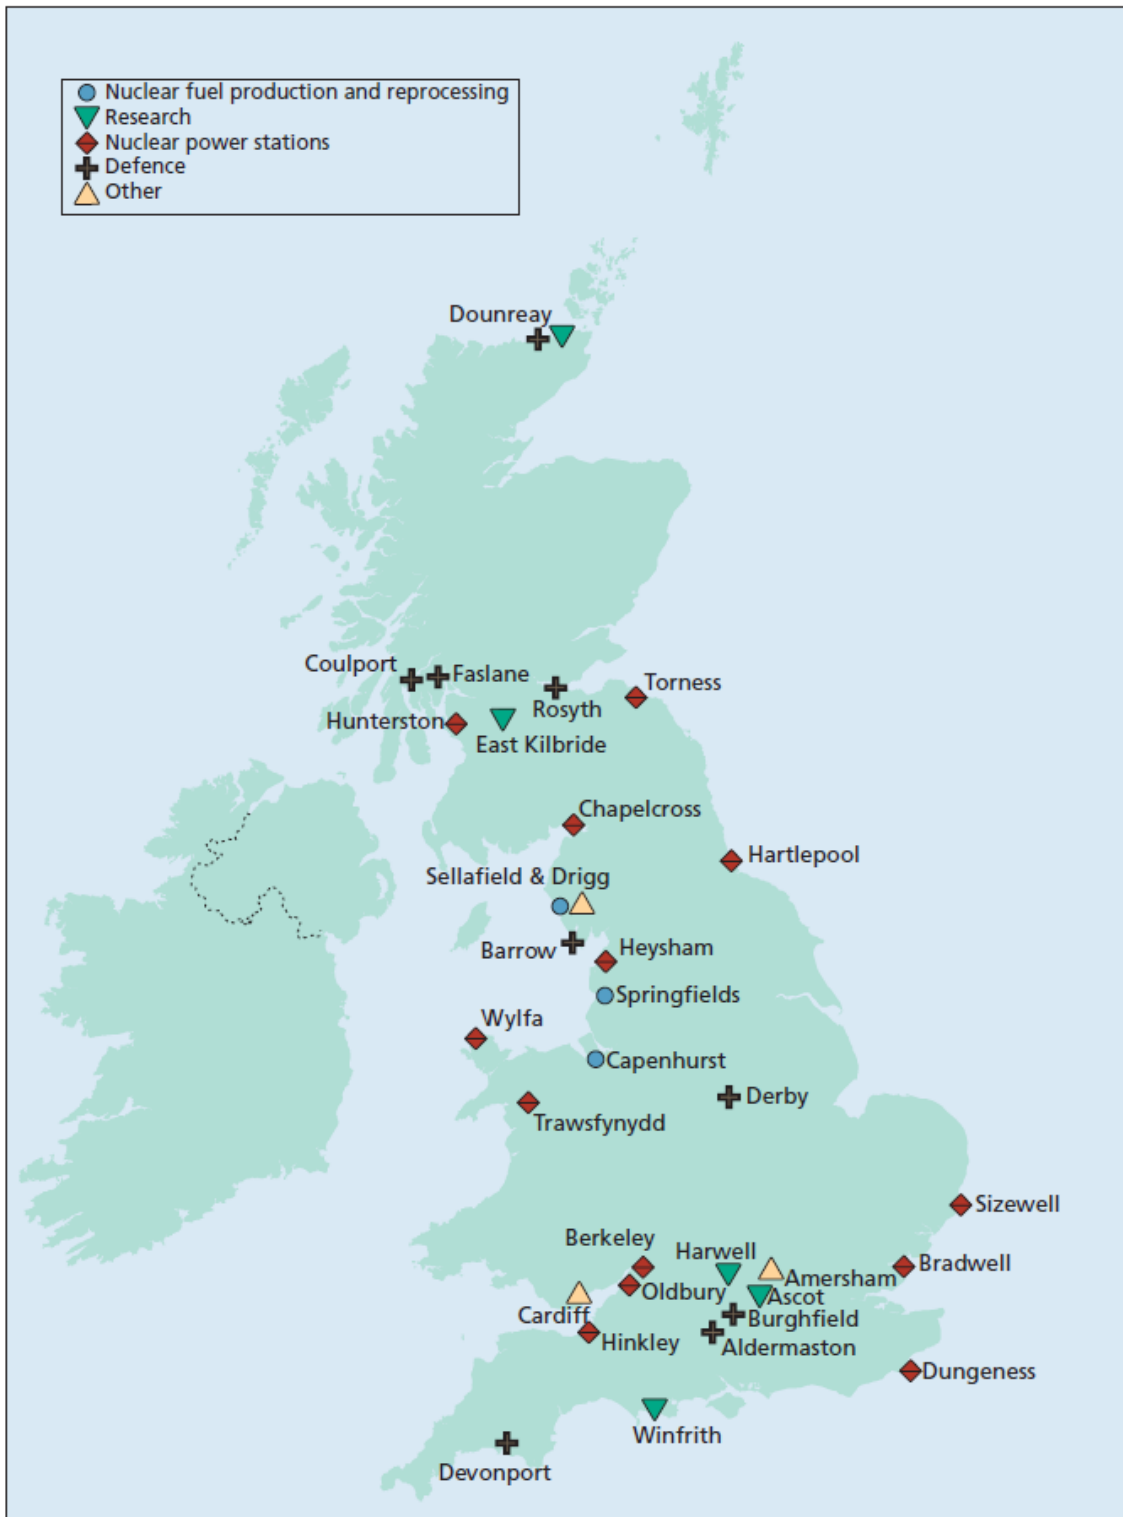 Nuclear fuel production and reprocessing
Research
Nuclear power stations
Defence
Other
Dounreay
Coulport
Faslane
Rosyth
Torness
Hunterston
East Kilbride
Chapelcross
Hartlepool
Sellafield & Drigg
Barrow
Heysham
Springfields
Wylfa
Capenhurst
Derby
Trawsfynydd
Sizewell
Berkeley
Harwell
Bradwell
Amersham
Oldbury
Ascot
Cardiff
Burghfield
Hinkley
Aldermaston
Dungeness
Winfrith
Devonport